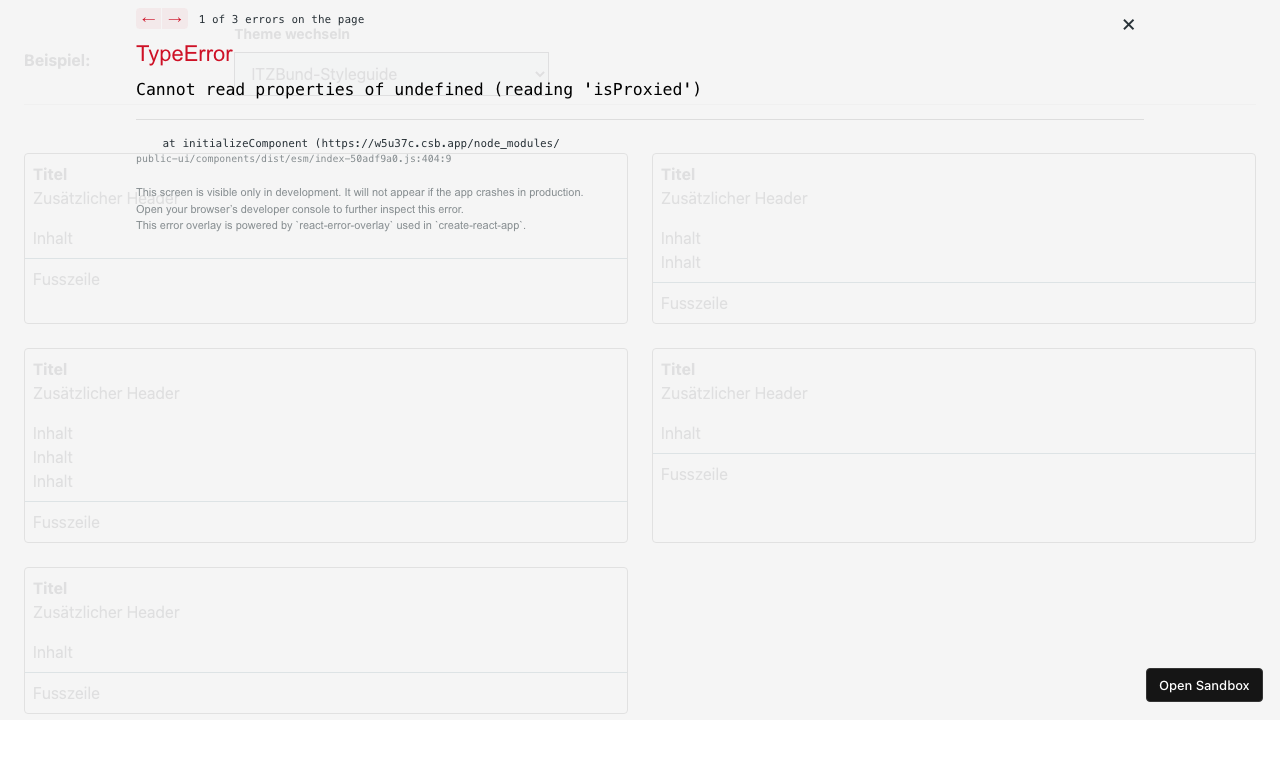 ← → 1 of 3 errors on the page
×
Theme wechseln
TypeError
Beispiel:
ITZBund-Styleguide
Cannot read properties of undefined (reading 'isProxied')
at initializeComponent (https://w5u37c.csb.app/node_modules/
public-ui/components/dist/esm/index-50adf9a0.js:404:9
This screen is visible only in development. It will not appear if the app crashes in production.
Open your browser's developer console to further inspect this error.
This error overlay is powered by `react-error-overlay` used in `create-react-app`.
Titel
Zusätzlicher Header
Inhalt
Fusszeile
Titel
Zusätzlicher Header
Inhalt
Inhalt
Fusszeile
Titel
Zusätzlicher Header
Inhalt
Inhalt
Inhalt
Fusszeile
Titel
Zusätzlicher Header
Inhalt
Fusszeile
Titel
Zusätzlicher Header
Inhalt
Fusszeile
Open Sandbox